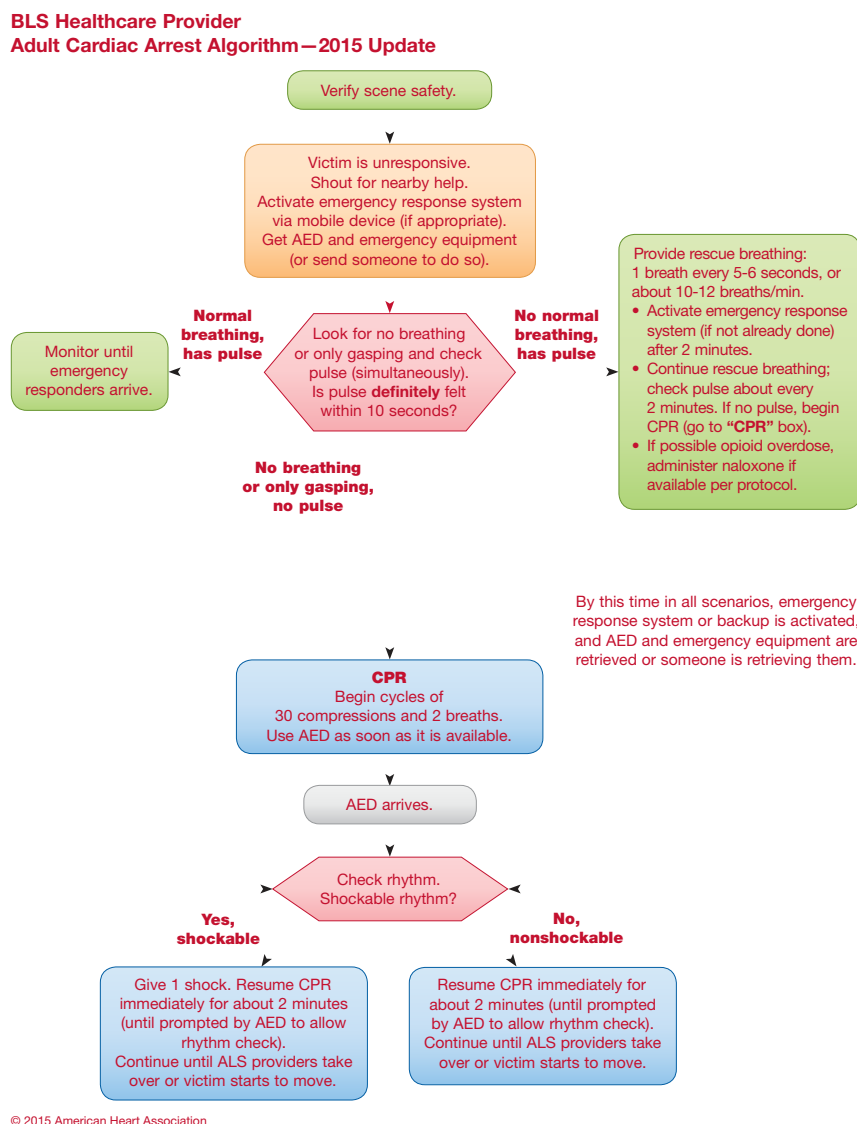 BLS Healthcare Provider
Adult Cardiac Arrest Algorithm—2015 Update
Verify scene safety.
Victim is unresponsive.
Shout for nearby help.
Activate emergency response system
via mobile device (if appropriate).
Get AED and emergency equipment
(or send someone to do so).
Normal
breathing,
has pulse
Look for no breathing
or only gasping and check
pulse (simultaneously).
Is pulse definitely felt
within 10 seconds?
No normal
breathing,
has pulse
Monitor until
emergency
responders arrive.
Provide rescue breathing:
1 breath every 5-6 seconds, or
about 10-12 breaths/min.
• Activate emergency response
system (if not already done)
after 2 minutes.
• Continue rescue breathing;
check pulse about every
2 minutes. If no pulse, begin
CPR (go to “CPR” box).
• If possible opioid overdose,
administer naloxone if
available per protocol.
No breathing
or only gasping,
no pulse
By this time in all scenarios, emergency
response system or backup is activated,
and AED and emergency equipment are
retrieved or someone is retrieving them.
CPR
Begin cycles of
30 compressions and 2 breaths.
Use AED as soon as it is available.
AED arrives.
Check rhythm.
Shockable rhythm?
Yes,
shockable
No,
nonshockable
Give 1 shock. Resume CPR
immediately for about 2 minutes
(until prompted by AED to allow
rhythm check).
Continue until ALS providers take
over or victim starts to move.
Resume CPR immediately for
about 2 minutes (until prompted
by AED to allow rhythm check).
Continue until ALS providers take
over or victim starts to move.
© 2015 American Heart Association